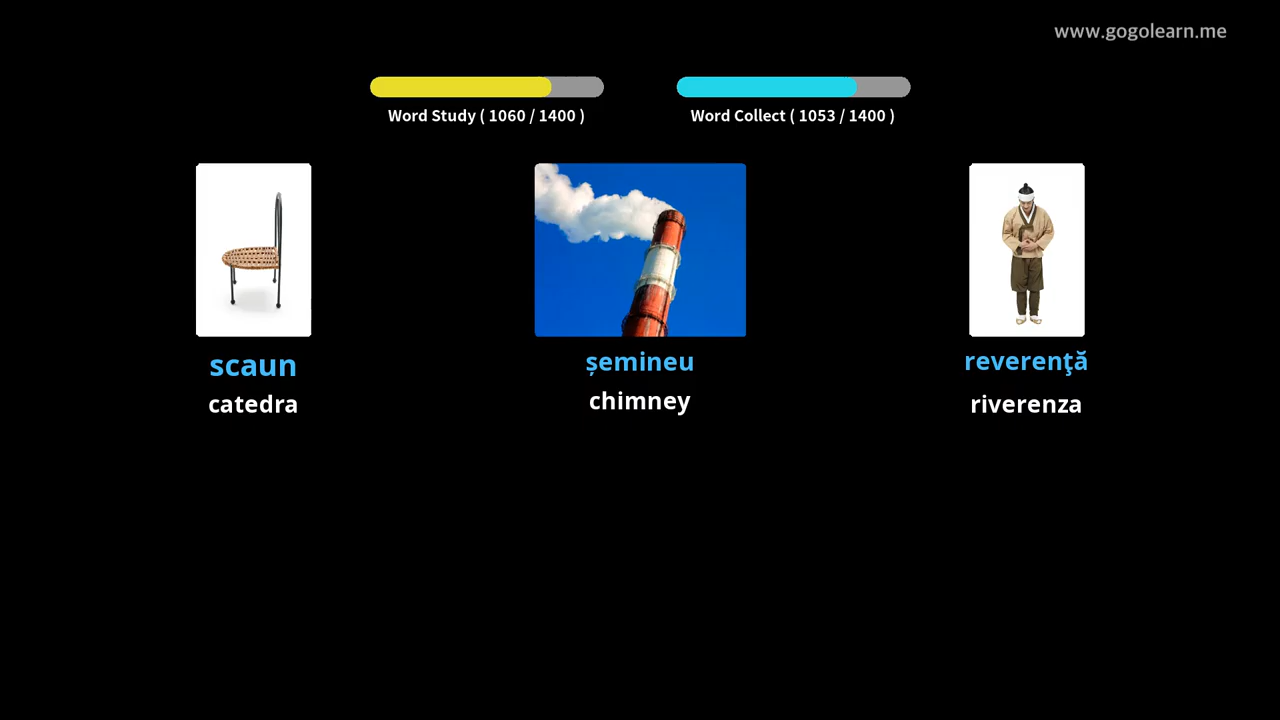 www.gogolearn.me
Word Study ( 1060 / 1400 )
Word Collect ( 1053 / 1400 )
scaun
catedra
șemineu
chimney
reverenţă
riverenza